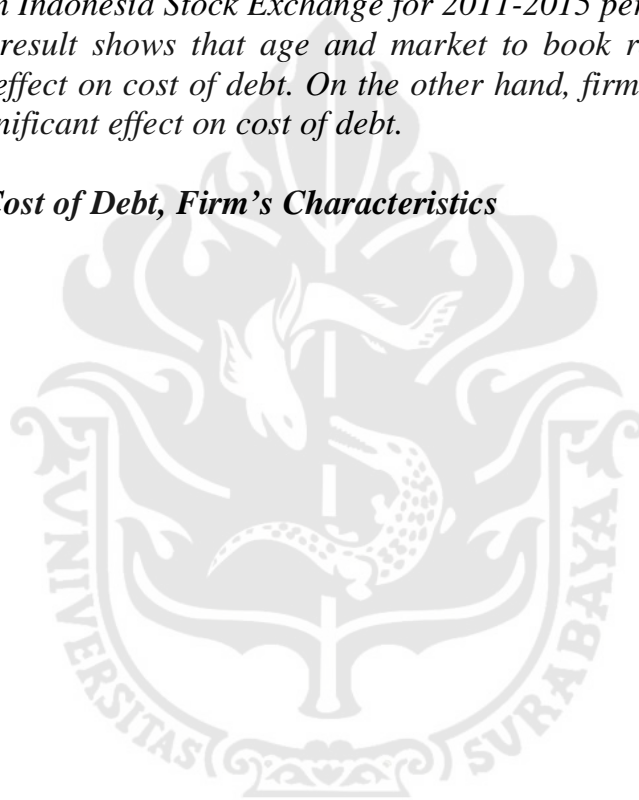 n Indonesia Stock Exchange for 2011-2015 per
result shows that age and market to book r
effect on cost of debt. On the other hand, firm
nificant effect on cost of debt.
Cost of Debt, Firm's Characteristics
UNIVERSITAS SURABAYA